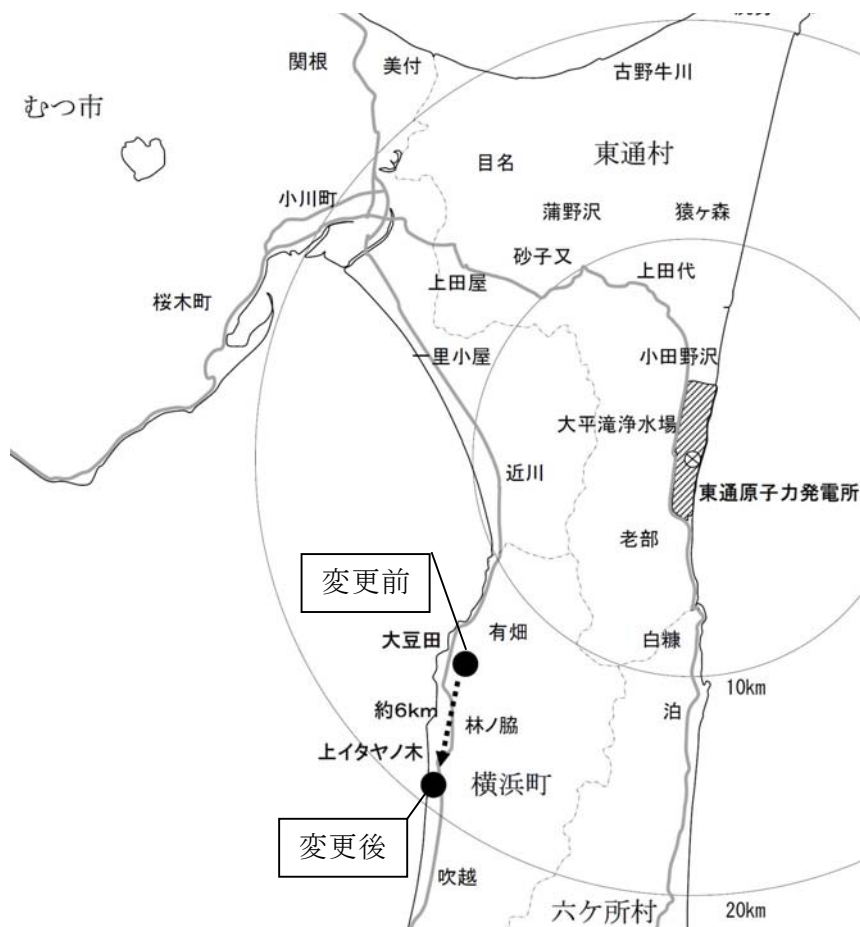 関根
美付
古野牛川
むつ市
目名
東通村
小川町
蒲野沢
猿ヶ森
砂子又
上田代
上田屋
桜木町
一里小屋
小田野沢
大平滝浄水場
近川
東通原子力発電所
老部
変更前
有畑
大豆田
白糠
10km
約6km
林ノ脇
泊
上イタヤノ木
横浜町
変更後
吹越
六ケ所村
20km